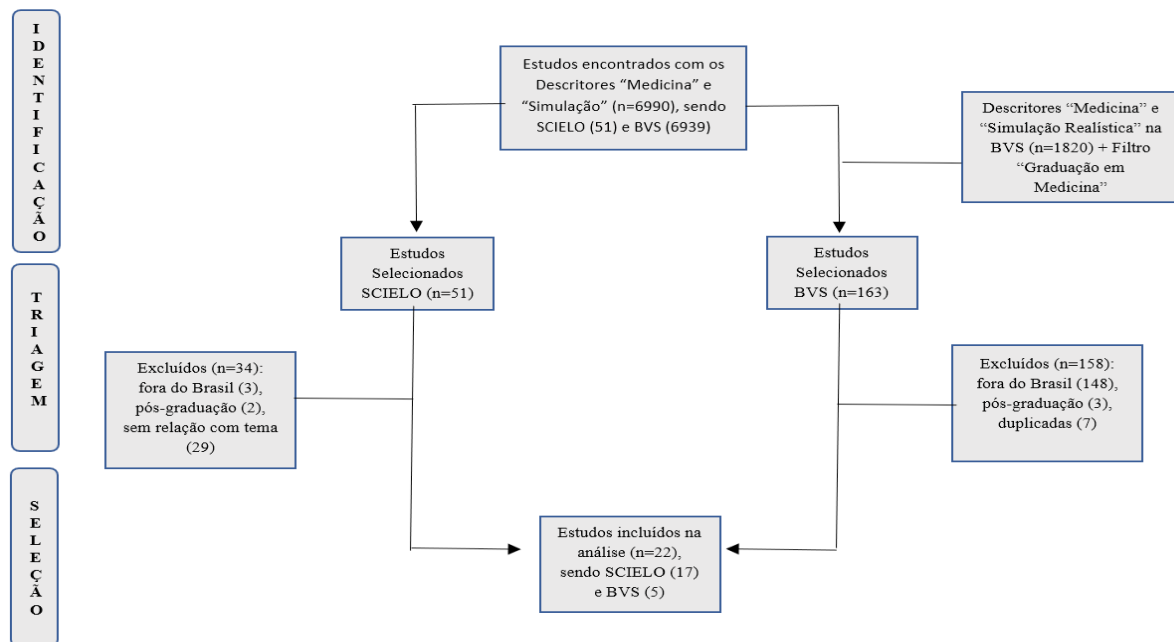 IDENTIFICAÇÃO
Estudos encontrados com os
Descritores “Medicina” e
“Simulação” (n=6990), sendo
SCIELO (51) e BVS (6939)
Descritores “Medicina” e
“Simulação Realística” na
BVS (n=1820) + Filtro
“Graduação em
Medicina”
TRIAGEM
Estudos
Selecionados
SCIELO (n=51)
Estudos
Selecionados
BVS (n=163)
Excluídos (n=34):
fora do Brasil (3),
pós-graduação (2),
sem relação com tema
(29)
Excluídos (n=158):
fora do Brasil (148),
pós-graduação (3),
duplicadas (7)
SELEÇÃO
Estudos incluídos na
análise (n=22),
sendo SCIELO (17)
e BVS (5)